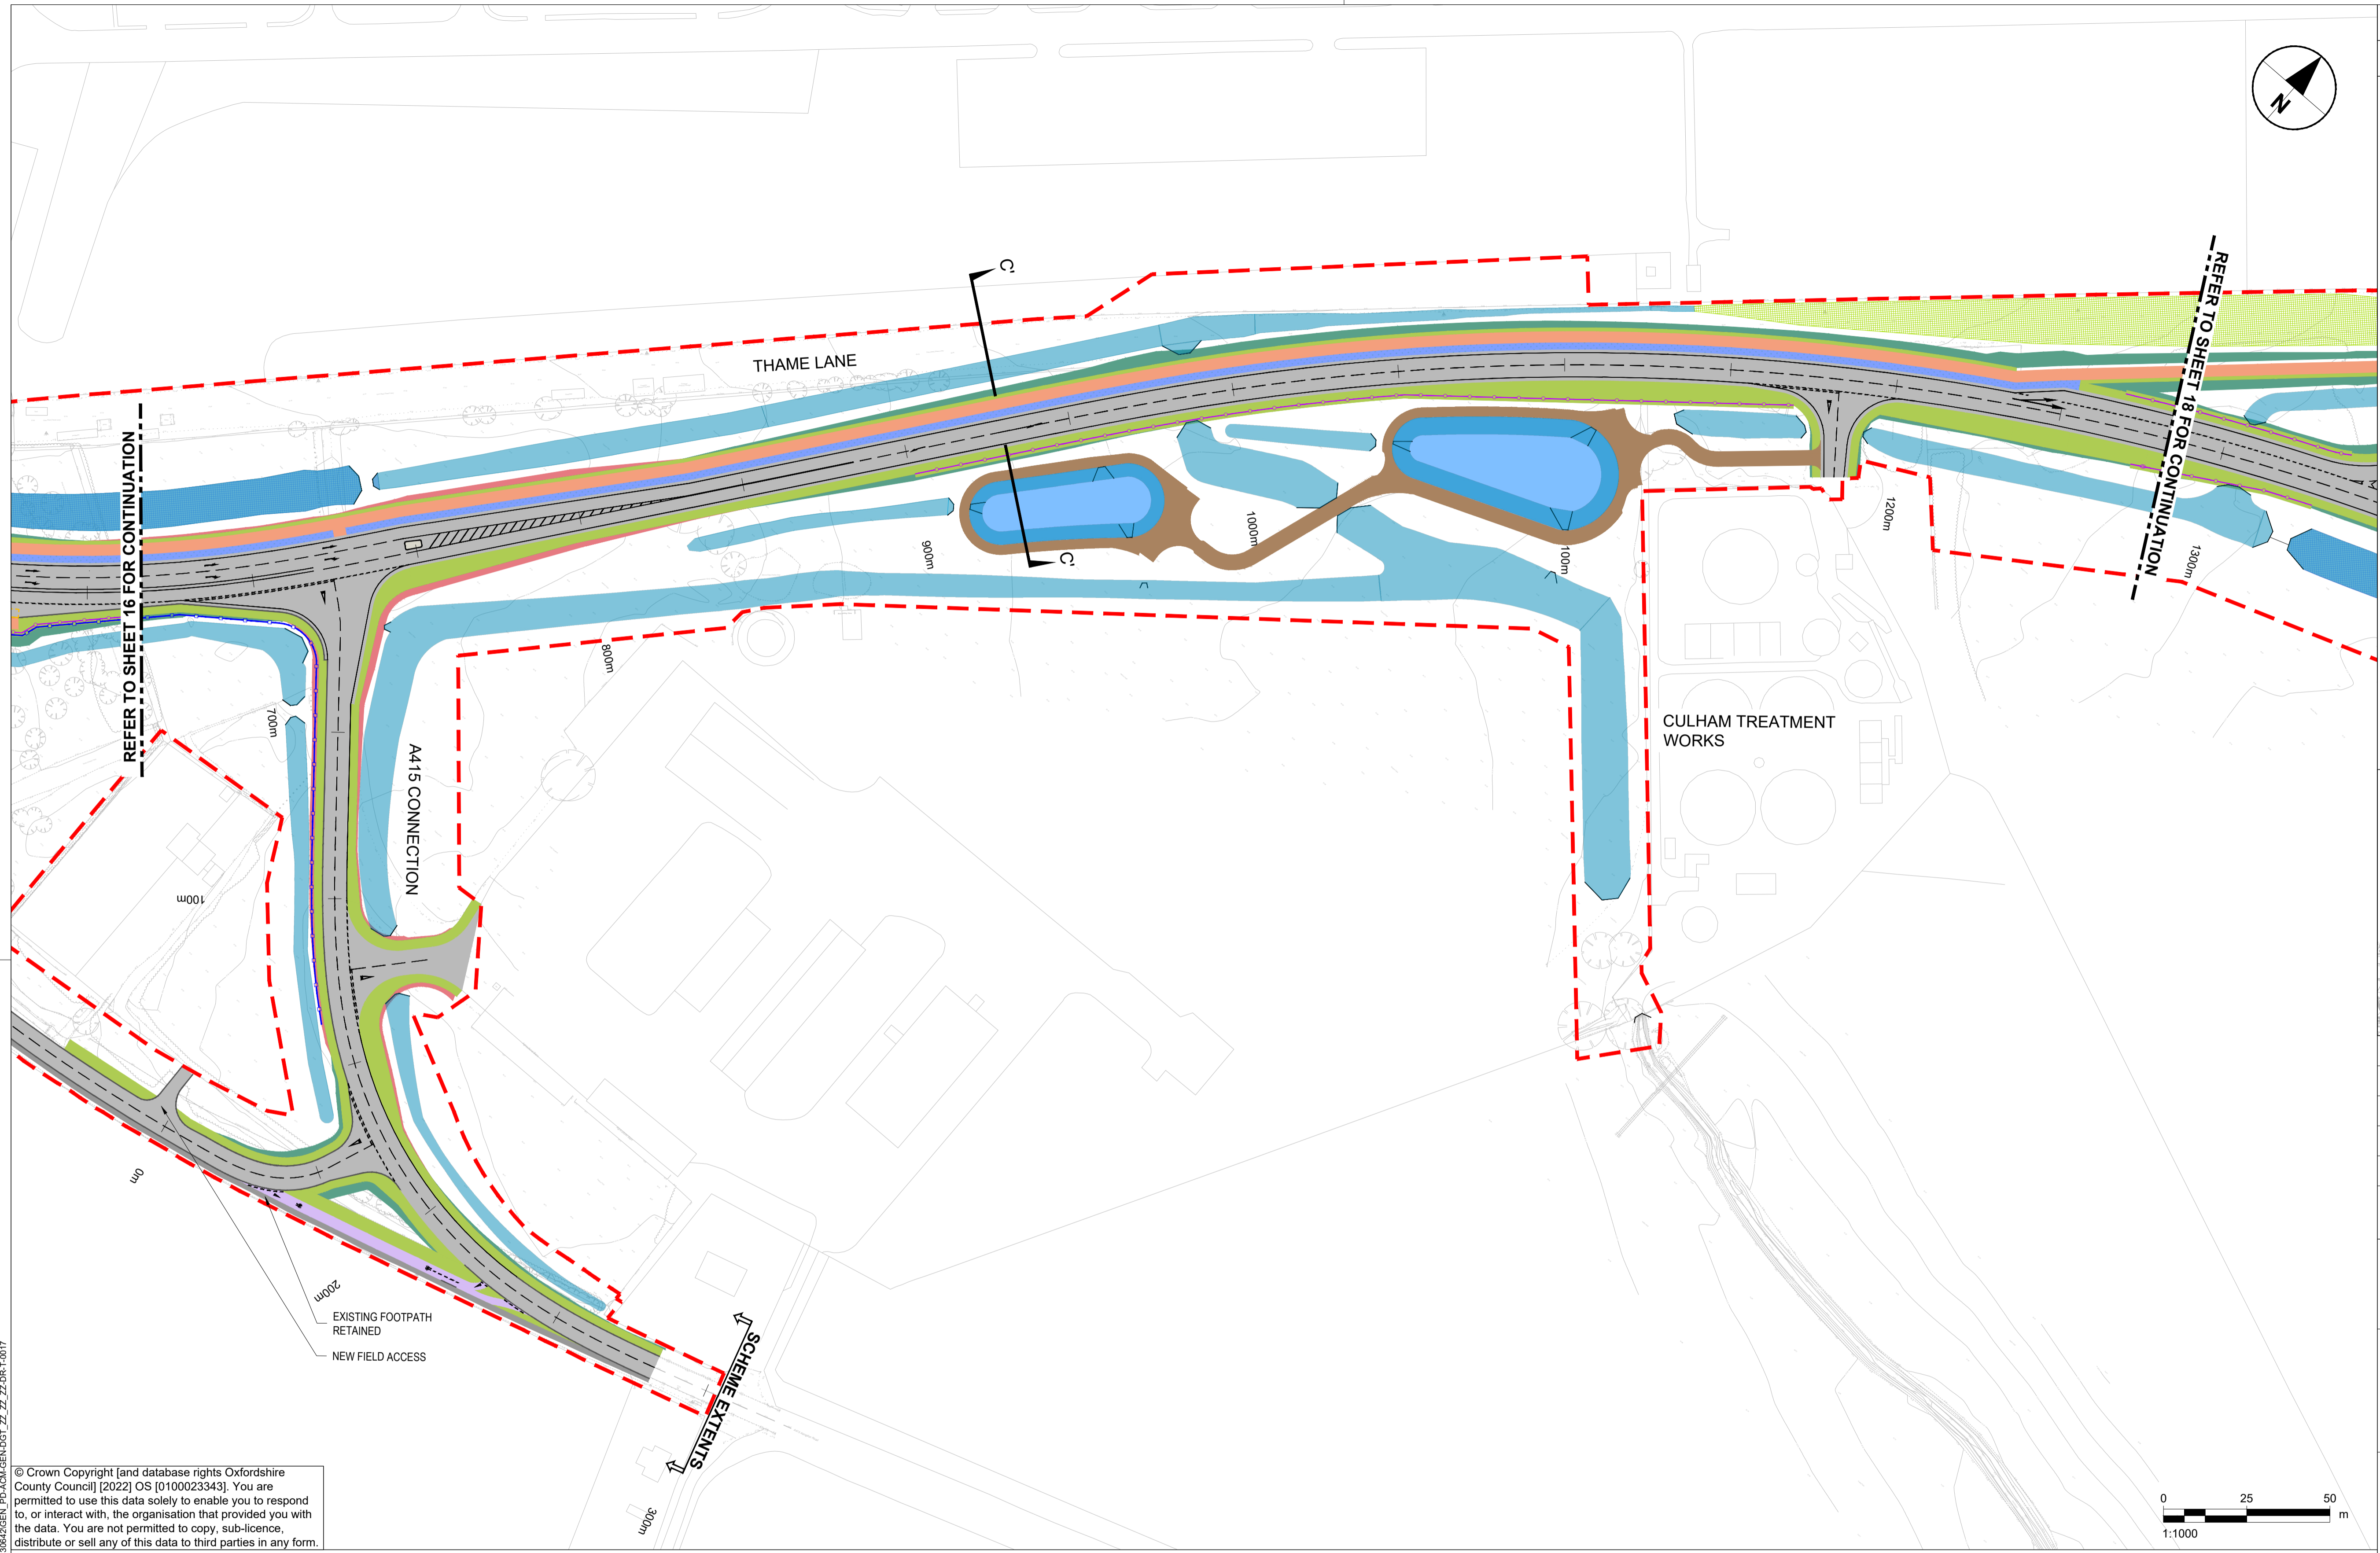 N
C'
REFER TO SHEET 18 FOR CONTINUATION
THAME LANE
REFER TO SHEET 16 FOR CONTINUATION
C'
900m
1000m
100m
1200m
1300m
800m
700m
A415 CONNECTION
CULHAM TREATMENT
WORKS
100m
0m
200m
EXISTING FOOTPATH
RETAINED
NEW FIELD ACCESS
SCHEME EXTENTS
300m
© Crown Copyright [and database rights Oxfordshire
County Council] [2022] OS [0100023343]. You are
permitted to use this data solely to enable you to respond
to, or interact with, the organisation that provided you with
the data. You are not permitted to copy, sub-licence,
distribute or sell any of this data to third parties in any form.
0 25 50
m
1:1000